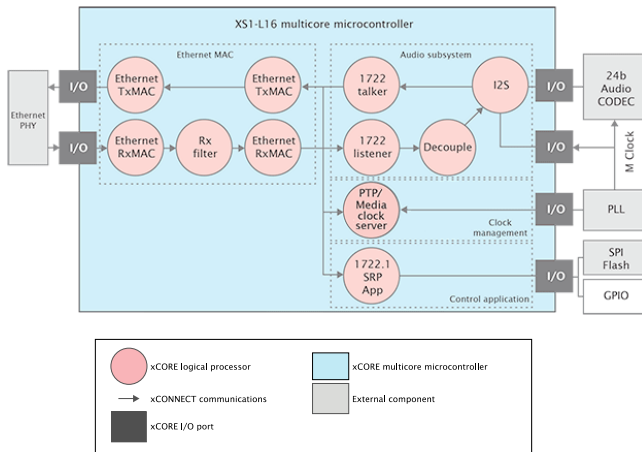 XS1-L16 multicore microcontroller
Ethernet MAC
Audio subsystem
Ethernet
PHY
I/O
I/O
Ethernet
TxMAC
Ethernet
TxMAC
1722
talker
I2S
I/O
24b
Audio
CODEC
Ethernet
RxMAC
Rx
filter
Ethernet
RxMAC
1722
listener
Decouple
I/O
M Clock
PTP/
Media
clock
server
Clock
management
I/O
PLL
1722.1
SRP
App
Control application
I/O
SPI
Flash
GPIO
xCORE logical processor
xCORE multicore microcontroller
xCONNECT communications
External component
xCORE I/O port